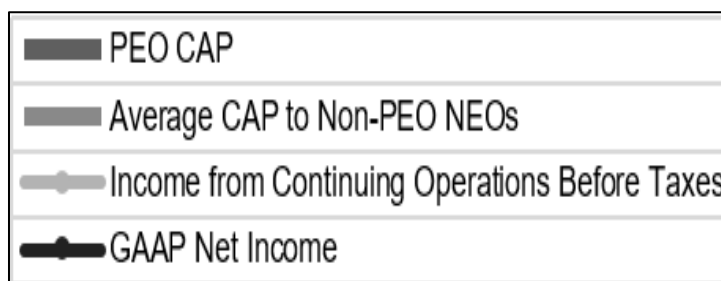 PEO CAP
Average CAP to Non-PEO NEOs
Income from Continuing Operations Before Taxes
GAAP Net Income